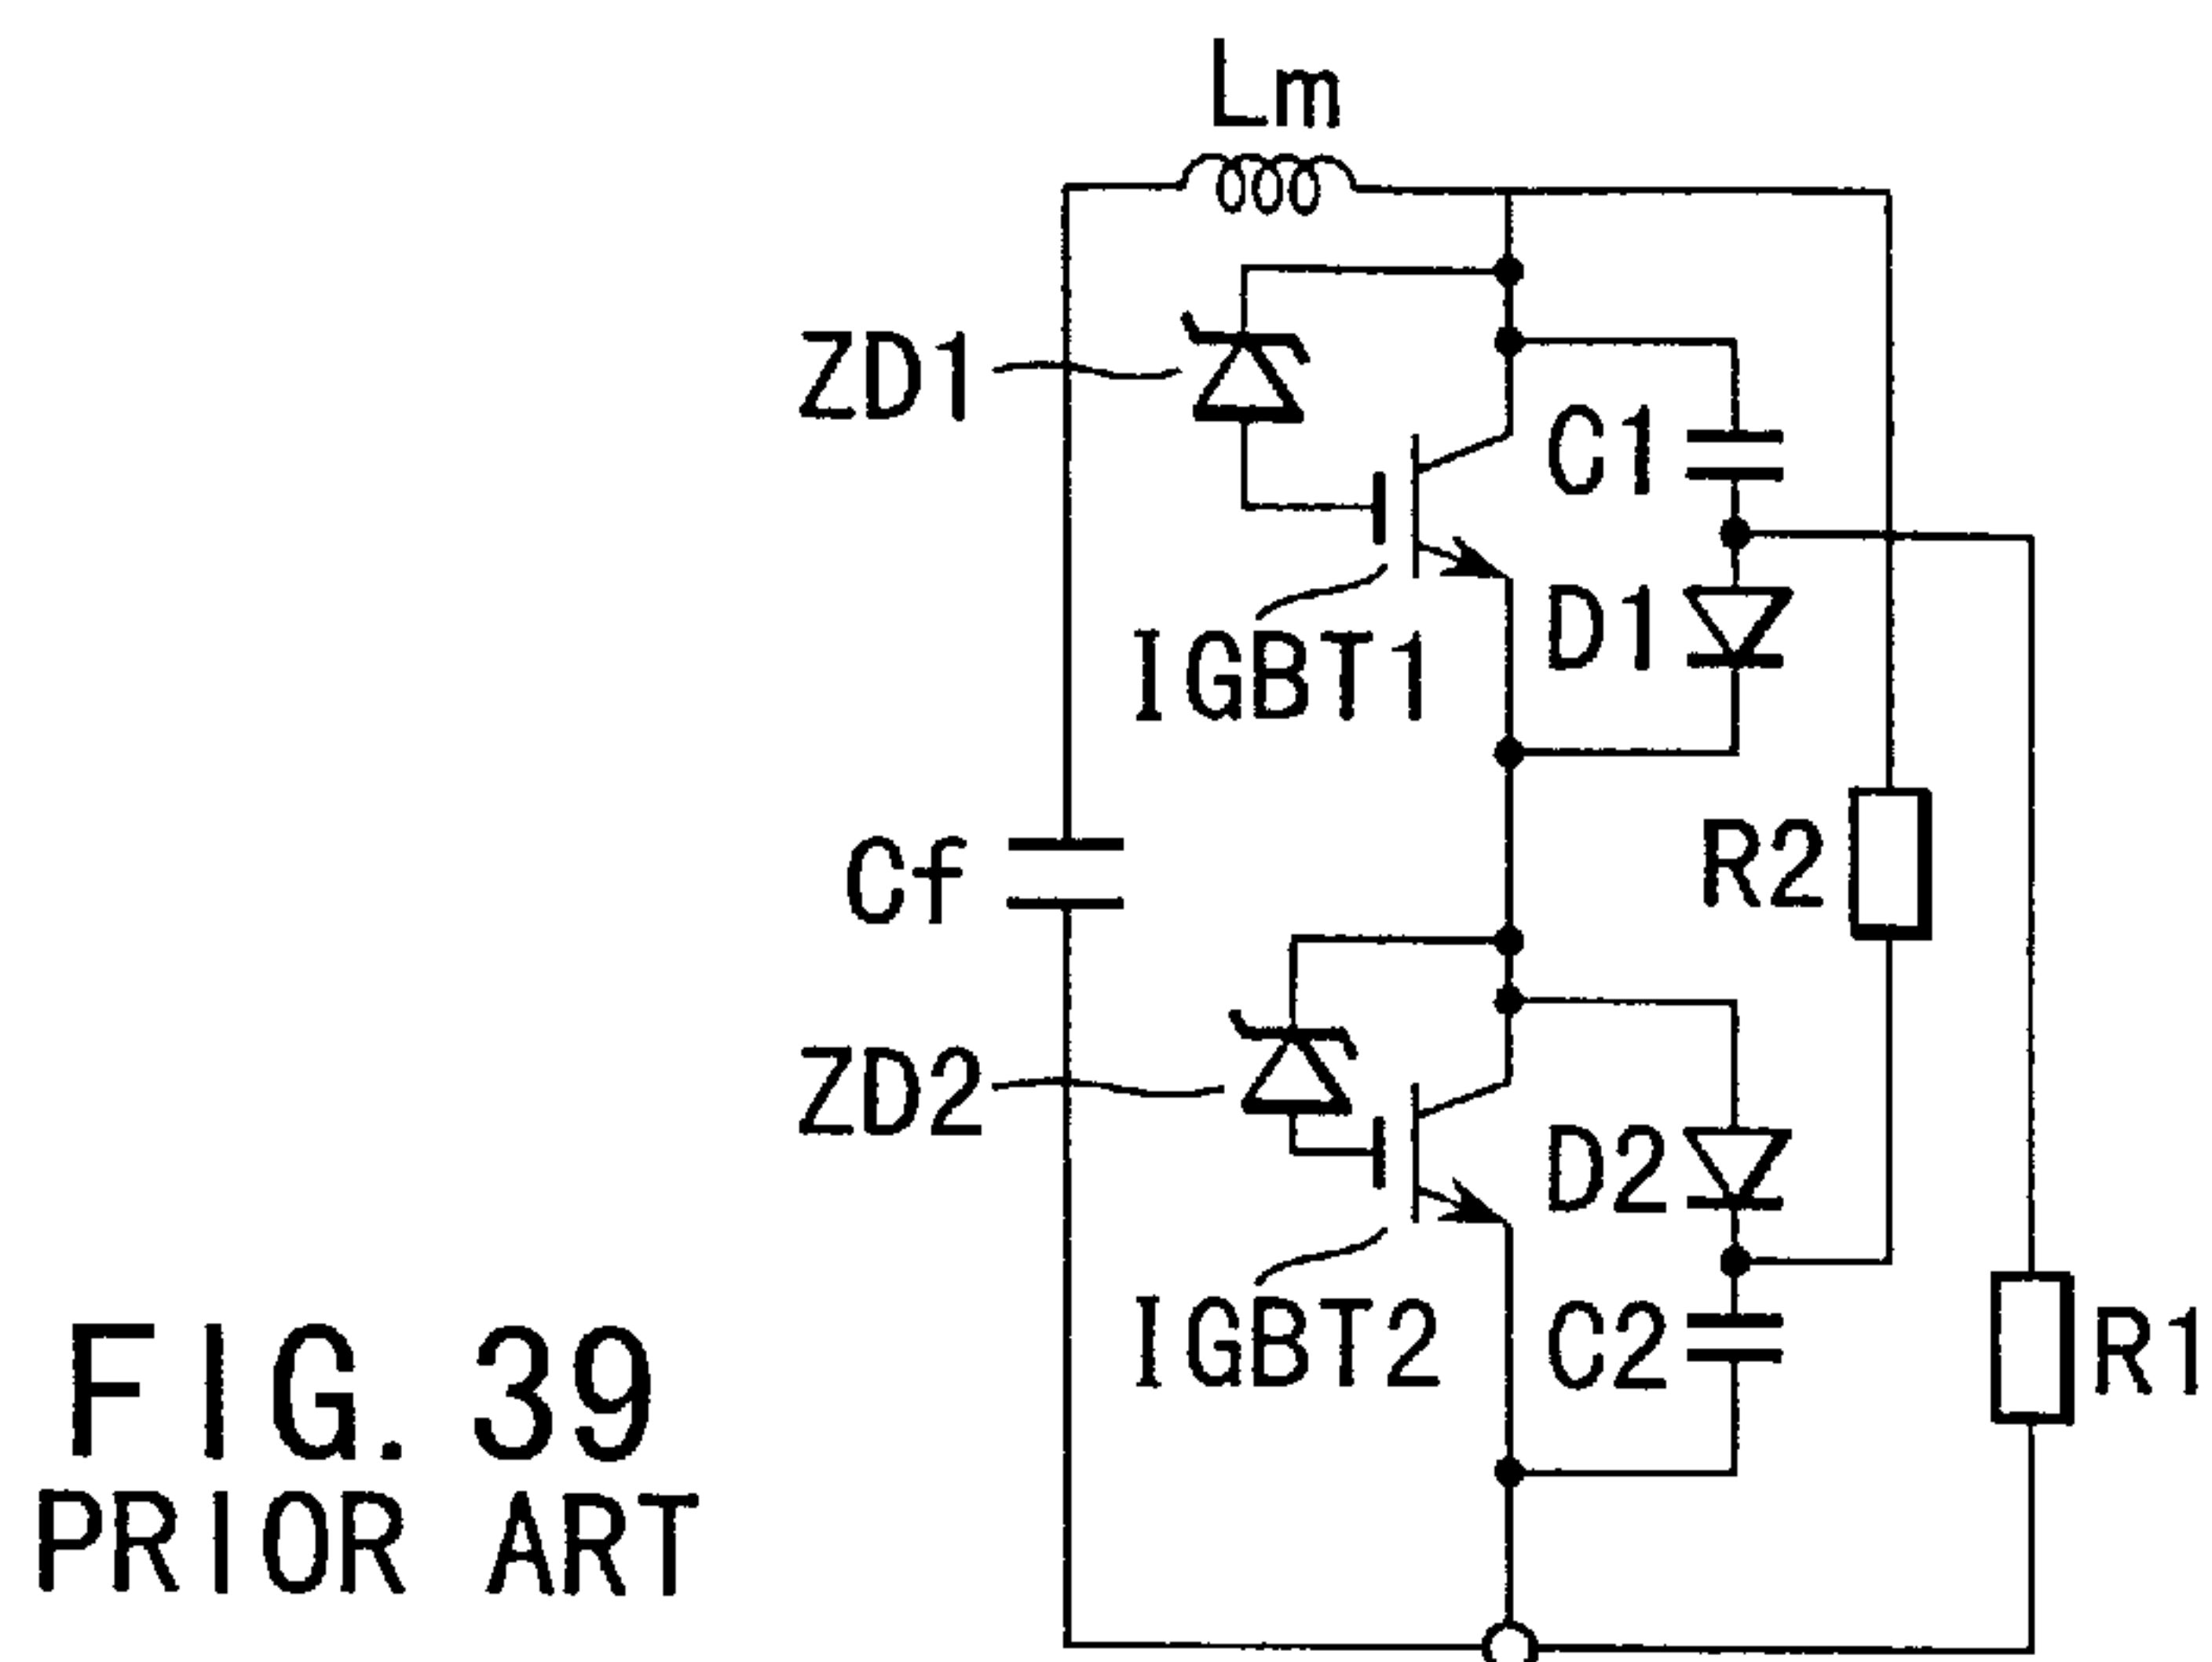 Lm
ZD1
C1
D1
IGBT1
Cf
R2
ZD2
D2
IGBT2
C2
R1
FIG. 39
PRIOR ART